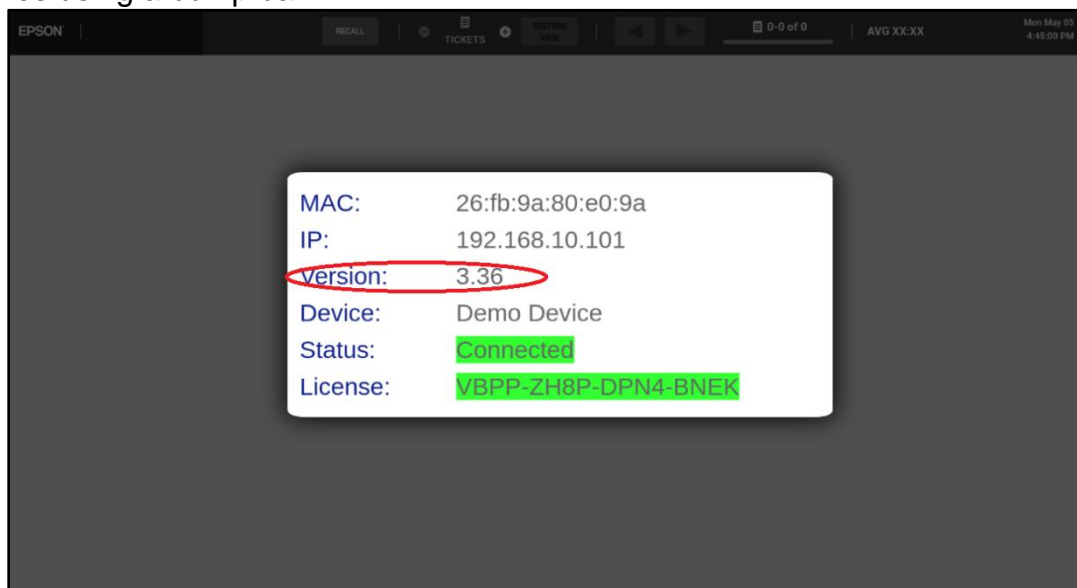 EPSON
RECALL
TICKETS
RESTORE
VIEW
0-0 of 0
AVG XX:XX
Mon May 05
4:45:00 PM
MAC: 26:fb:9a:80:e0:9a
IP: 192.168.10.101
Version: 3.36
Device: Demo Device
Status: Connected
License: VBPP-ZH8P-DPN4-BNEK